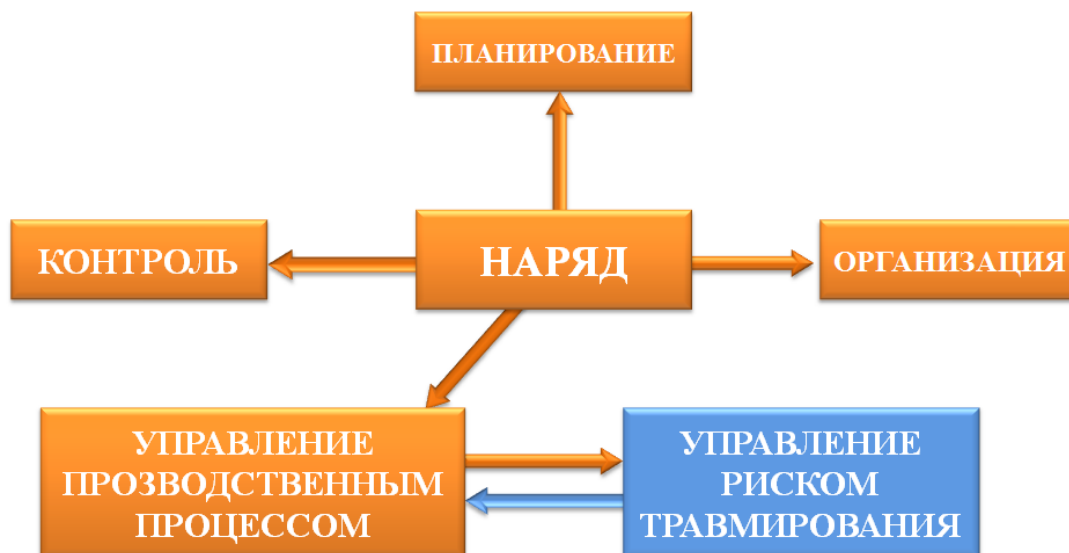 ПЛАНИРОВАНИЕ
КОНТРОЛЬ
НАРЯД
ОРГАНИЗАЦИЯ
УПРАВЛЕНИЕ
ПРОЗВОДСТВЕННЫМ
ПРОЦЕССОМ
УПРАВЛЕНИЕ
РИСКОМ
ТРАВМИРОВАНИЯ